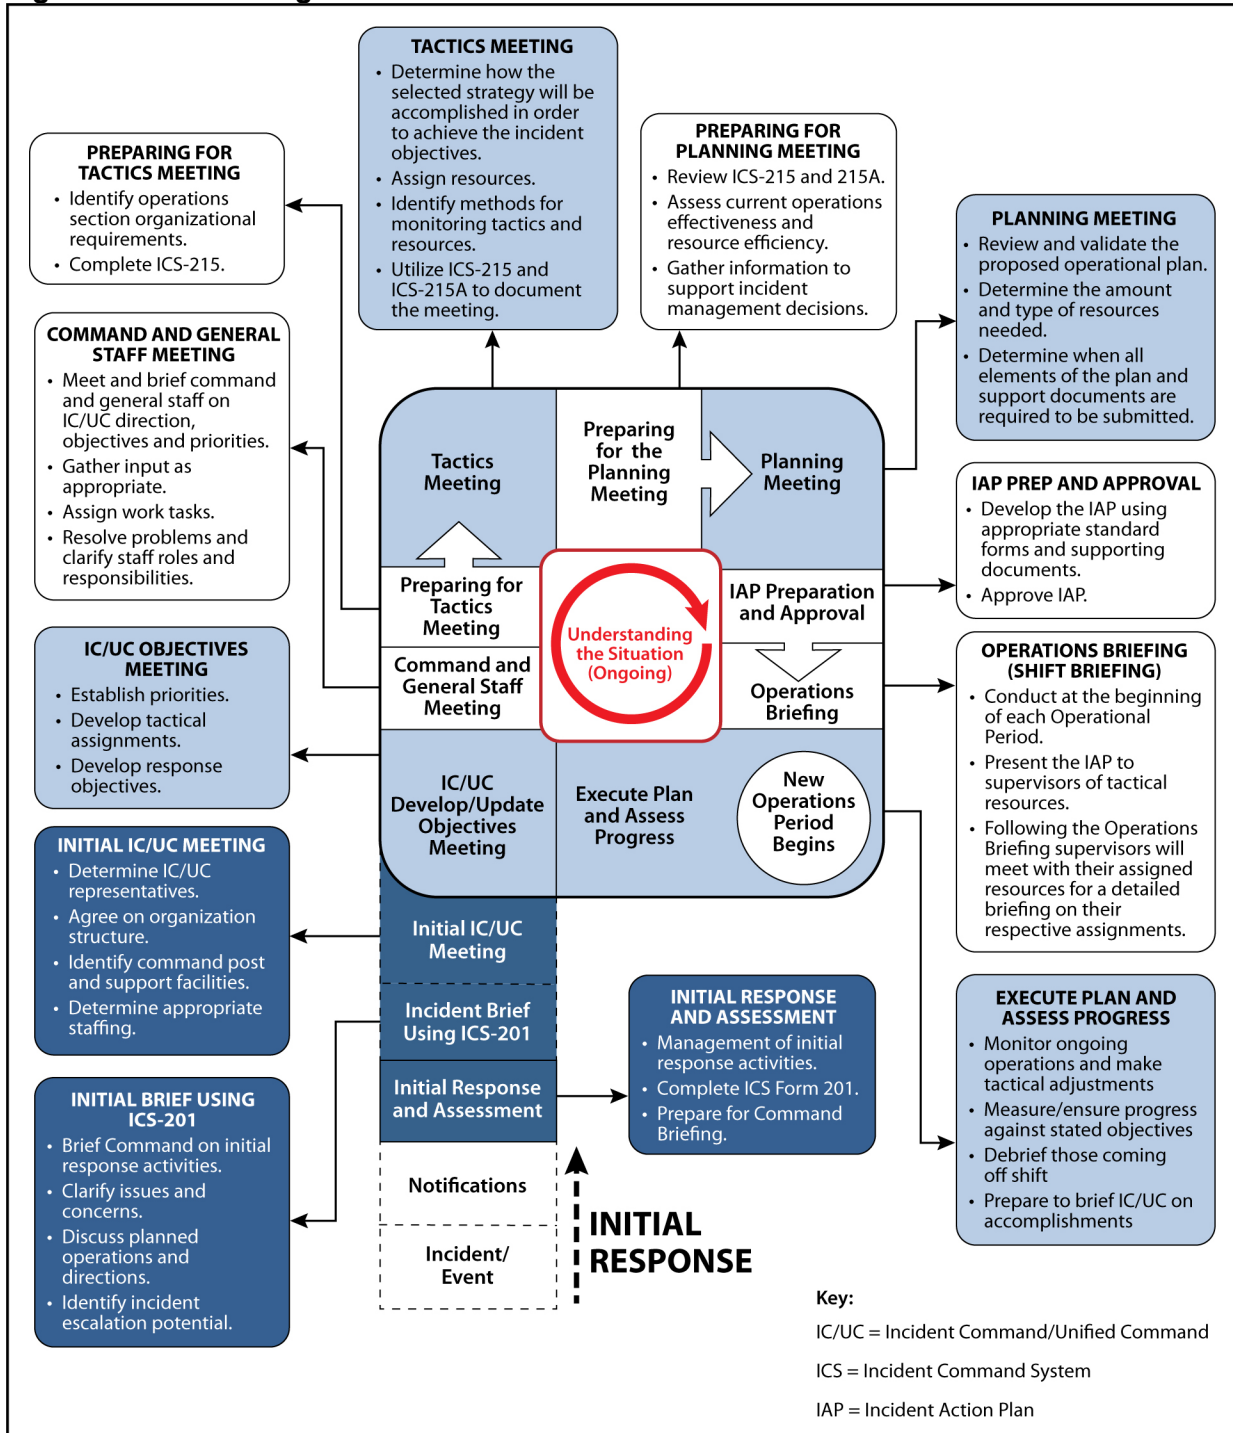 TACTICS MEETING
• Determine how the
selected strategy will be
accomplished in order
to achieve the incident
objectives.
• Assign resources.
• Identify methods for
monitoring tactics and
resources.
• Utilize ICS-215 and
ICS-215A to document
the meeting.
PREPARING FOR
TACTICS MEETING
• Identify operations
section organizational
requirements.
• Complete ICS-215.
PREPARING FOR
PLANNING MEETING
• Review ICS-215 and 215A.
• Assess current operations
effectiveness and
resource efficiency.
• Gather information to
support incident
management decisions.
PLANNING MEETING
• Review and validate the
proposed operational plan.
• Determine the amount
and type of resources
needed.
• Determine when all
elements of the plan and
support documents are
required to be submitted.
COMMAND AND GENERAL
STAFF MEETING
• Meet and brief command
and general staff on
IC/UC direction,
objectives and priorities.
• Gather input as
appropriate.
• Assign work tasks.
• Resolve problems and
clarify staff roles and
responsibilities.
Tactics
Meeting
Preparing
for the
Planning
Meeting
Planning
Meeting
IAP PREP AND APPROVAL
• Develop the IAP using
appropriate standard
forms and supporting
documents.
• Approve IAP.
Preparing for
Tactics
Meeting
Understanding
the Situation
(Ongoing)
IAP Preparation
and Approval
IC/UC OBJECTIVES
MEETING
• Establish priorities.
• Develop tactical
assignments.
• Develop response
objectives.
Command and
General Staff
Meeting
Operations
Briefing
OPERATIONS BRIEFING
(SHIFT BRIEFING)
• Conduct at the beginning
of each Operational
Period.
• Present the IAP to
supervisors of tactical
resources.
• Following the Operations
Briefing supervisors will
meet with their assigned
resources for a detailed
briefing on their
respective assignments.
IC/UC
Develop/Update
Objectives
Meeting
Execute Plan
and Assess
Progress
New
Operations
Period
Begins
INITIAL IC/UC MEETING
• Determine IC/UC
representatives.
• Agree on organization
structure.
• Identify command post
and support facilities.
• Determine appropriate
staffing.
Initial IC/UC
Meeting
Incident Brief
Using ICS-201
Initial Response
and Assessment
INITIAL RESPONSE
AND ASSESSMENT
• Management of initial
response activities.
• Complete ICS Form 201.
• Prepare for Command
Briefing.
EXECUTE PLAN AND
ASSESS PROGRESS
• Monitor ongoing
operations and make
tactical adjustments
• Measure/ensure progress
against stated objectives
• Debrief those coming
off shift
• Prepare to brief IC/UC on
accomplishments
INITIAL BRIEF USING
ICS-201
• Brief Command on initial
response activities.
• Clarify issues and
concerns.
• Discuss planned
operations and
directions.
• Identify incident
escalation potential.
Notifications
Incident/
Event
INITIAL
RESPONSE
Key:
IC/UC = Incident Command/Unified Command
ICS = Incident Command System
IAP = Incident Action Plan